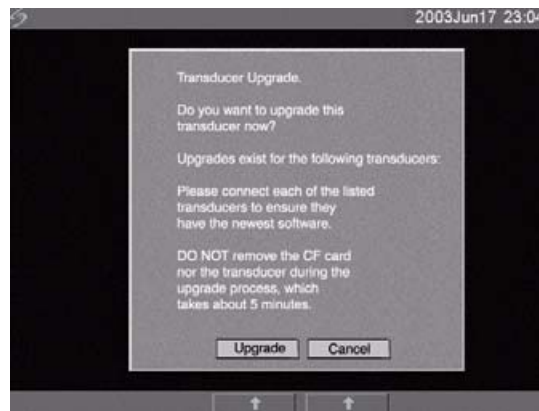 2003Jun17 23:04
Transducer Upgrade.
Do you want to upgrade this
transducer now?
Upgrades exist for the following transducers:
Please connect each of the listed
transducers to ensure they
have the newest software.
DO NOT remove the CF card
nor the transducer during the
upgrade process, which
takes about 5 minutes.
Upgrade Cancel